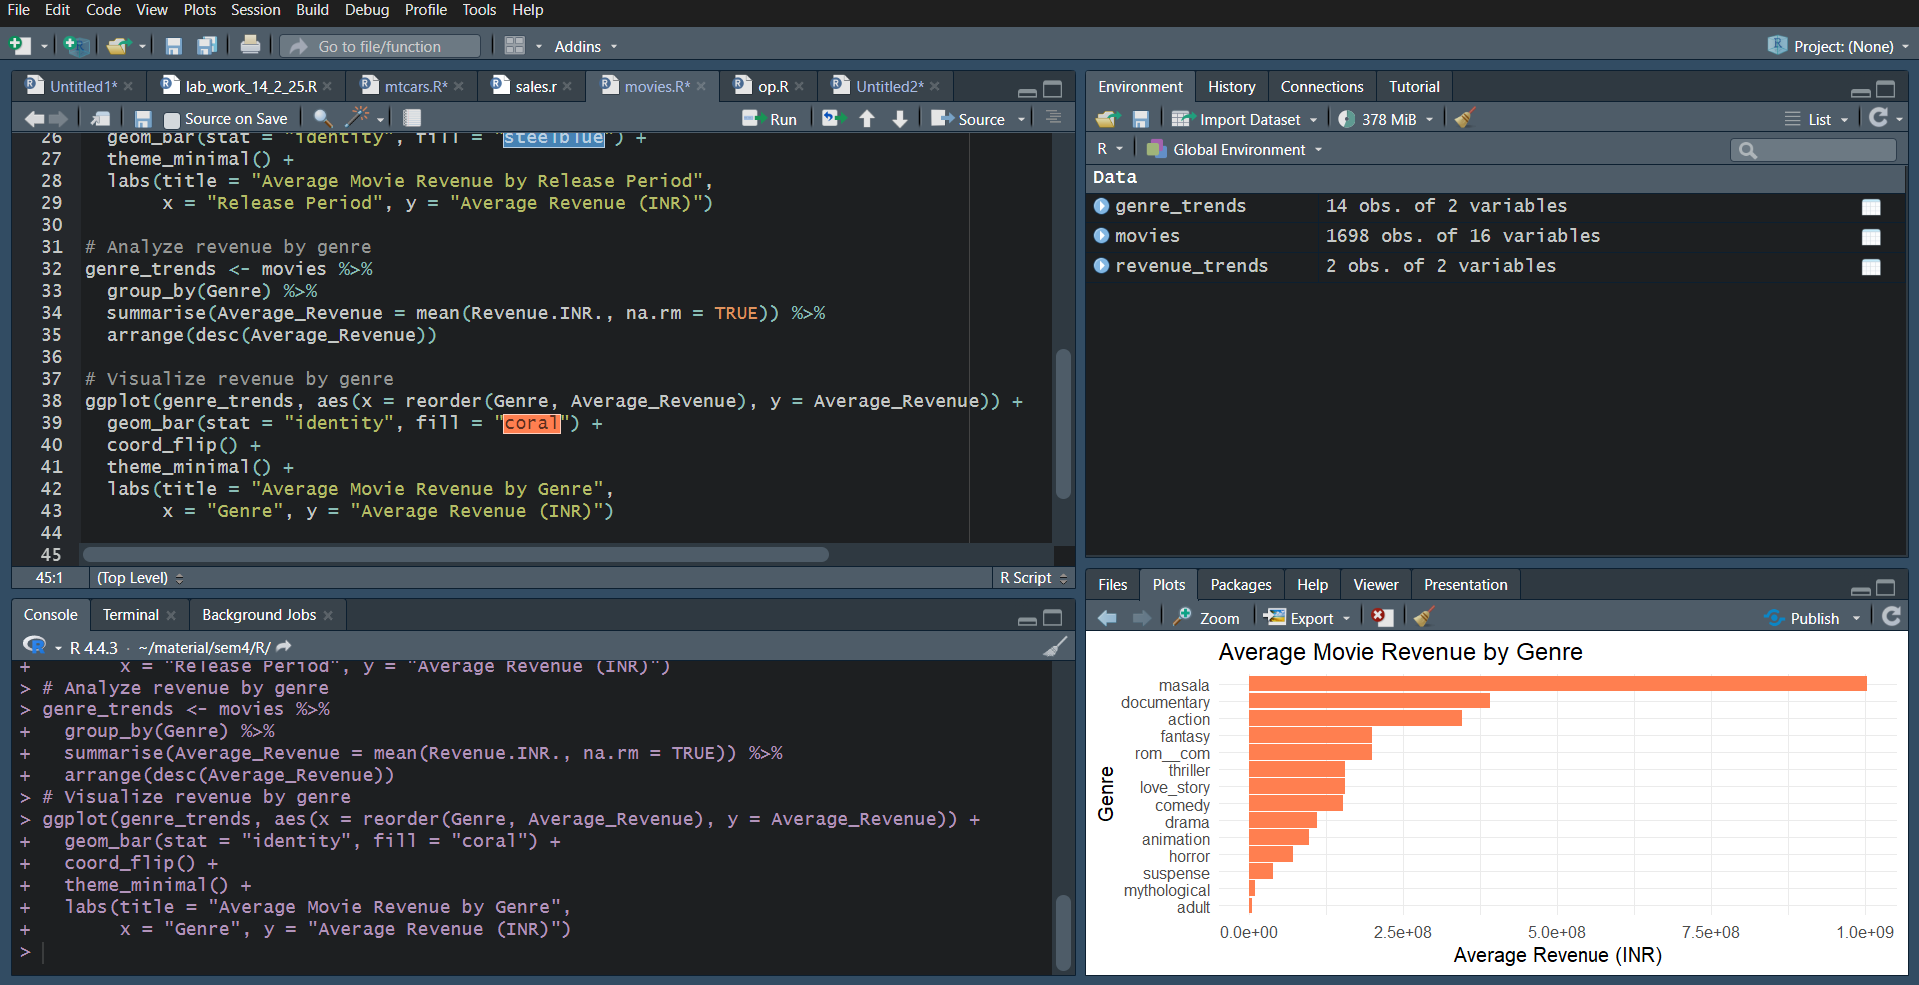 File Edit Code View Plots Session Build Debug Profile Tools Help
Go to file/function Addins Project: (None)
Untitled1* lab_work_14_2_25.R mtcars.R* sales.r movies.R* op.R Untitled2*
Source on Save Run Source
26 geom_bar(stat = "identity", fill = "steelblue") +
27 theme_minimal() +
28 labs(title = "Average Movie Revenue by Release Period",
29 x = "Release Period", y = "Average Revenue (INR)")
30
31 # Analyze revenue by genre
32 genre_trends <- movies %>%
33 group_by(Genre) %>%
34 summarise(Average_Revenue = mean(Revenue.INR., na.rm = TRUE)) %>%
35 arrange(desc(Average_Revenue))
36
37 # Visualize revenue by genre
38 ggplot(genre_trends, aes(x = reorder(Genre, Average_Revenue), y = Average_Revenue)) +
39 geom_bar(stat = "identity", fill = "coral") +
40 coord_flip() +
41 theme_minimal() +
42 labs(title = "Average Movie Revenue by Genre",
43 x = "Genre", y = "Average Revenue (INR)")
44
45
45:1 (Top Level) R Script
Console Terminal Background Jobs
R 4.4.3 · ~/material/sem4/R/
+ x = "Release Period", y = "Average Revenue (INR)")
> # Analyze revenue by genre
> genre_trends <- movies %>%
+ group_by(Genre) %>%
+ summarise(Average_Revenue = mean(Revenue.INR., na.rm = TRUE)) %>%
+ arrange(desc(Average_Revenue))
> # Visualize revenue by genre
> ggplot(genre_trends, aes(x = reorder(Genre, Average_Revenue), y = Average_Revenue)) +
+ geom_bar(stat = "identity", fill = "coral") +
+ coord_flip() +
+ theme_minimal() +
+ labs(title = "Average Movie Revenue by Genre",
+ x = "Genre", y = "Average Revenue (INR)")
>
Environment History Connections Tutorial
Import Dataset 378 MiB List
R Global Environment
Data
genre_trends 14 obs. of 2 variables
movies 1698 obs. of 16 variables
revenue_trends 2 obs. of 2 variables
Files Plots Packages Help Viewer Presentation
Zoom Export Publish
Average Movie Revenue by Genre
Genre
masala
documentary
action
fantasy
rom__com
thriller
love_story
comedy
drama
animation
horror
suspense
mythological
adult
0.0e+00 2.5e+08 5.0e+08 7.5e+08 1.0e+09
Average Revenue (INR)